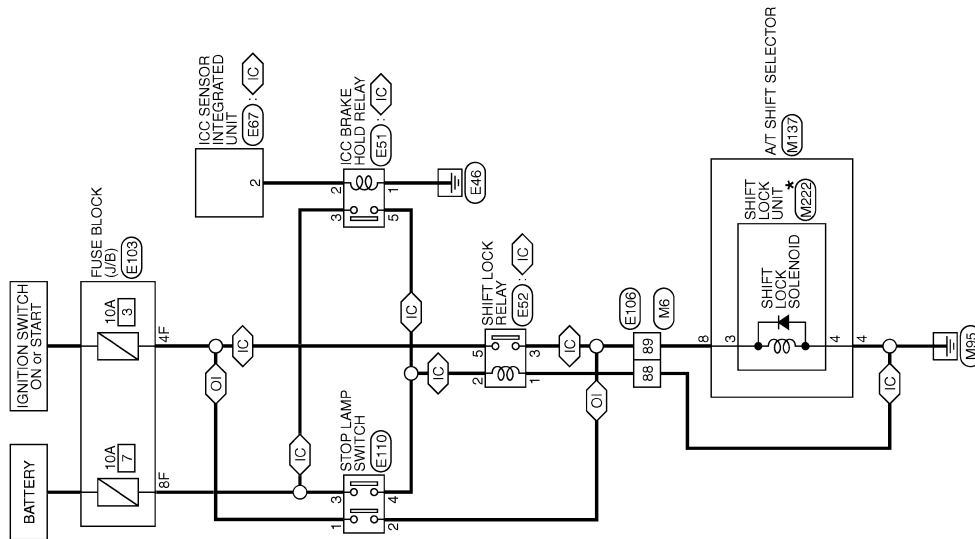 IGNITION SWITCH
ON or START
BATTERY
FUSE BLOCK
(J/B)
E103
10A
3
10A
7
4F
8F
ICC SENSOR
INTEGRATED
UNIT
E67 : IC
2
ICC BRAKE
HOLD RELAY
E51 : IC
2
3
1
5
E46
IC
OI
IC
IC
STOP LAMP
SWITCH
E110
1
3
2
4
IC
SHIFT LOCK
RELAY
E52 : IC
5
2
3
1
IC
OI
E106
M6
89
88
8
A/T SHIFT SELECTOR
M137
SHIFT
LOCK
UNIT *
M222
3
SHIFT
LOCK
SOLENOID
4
4
IC
M95